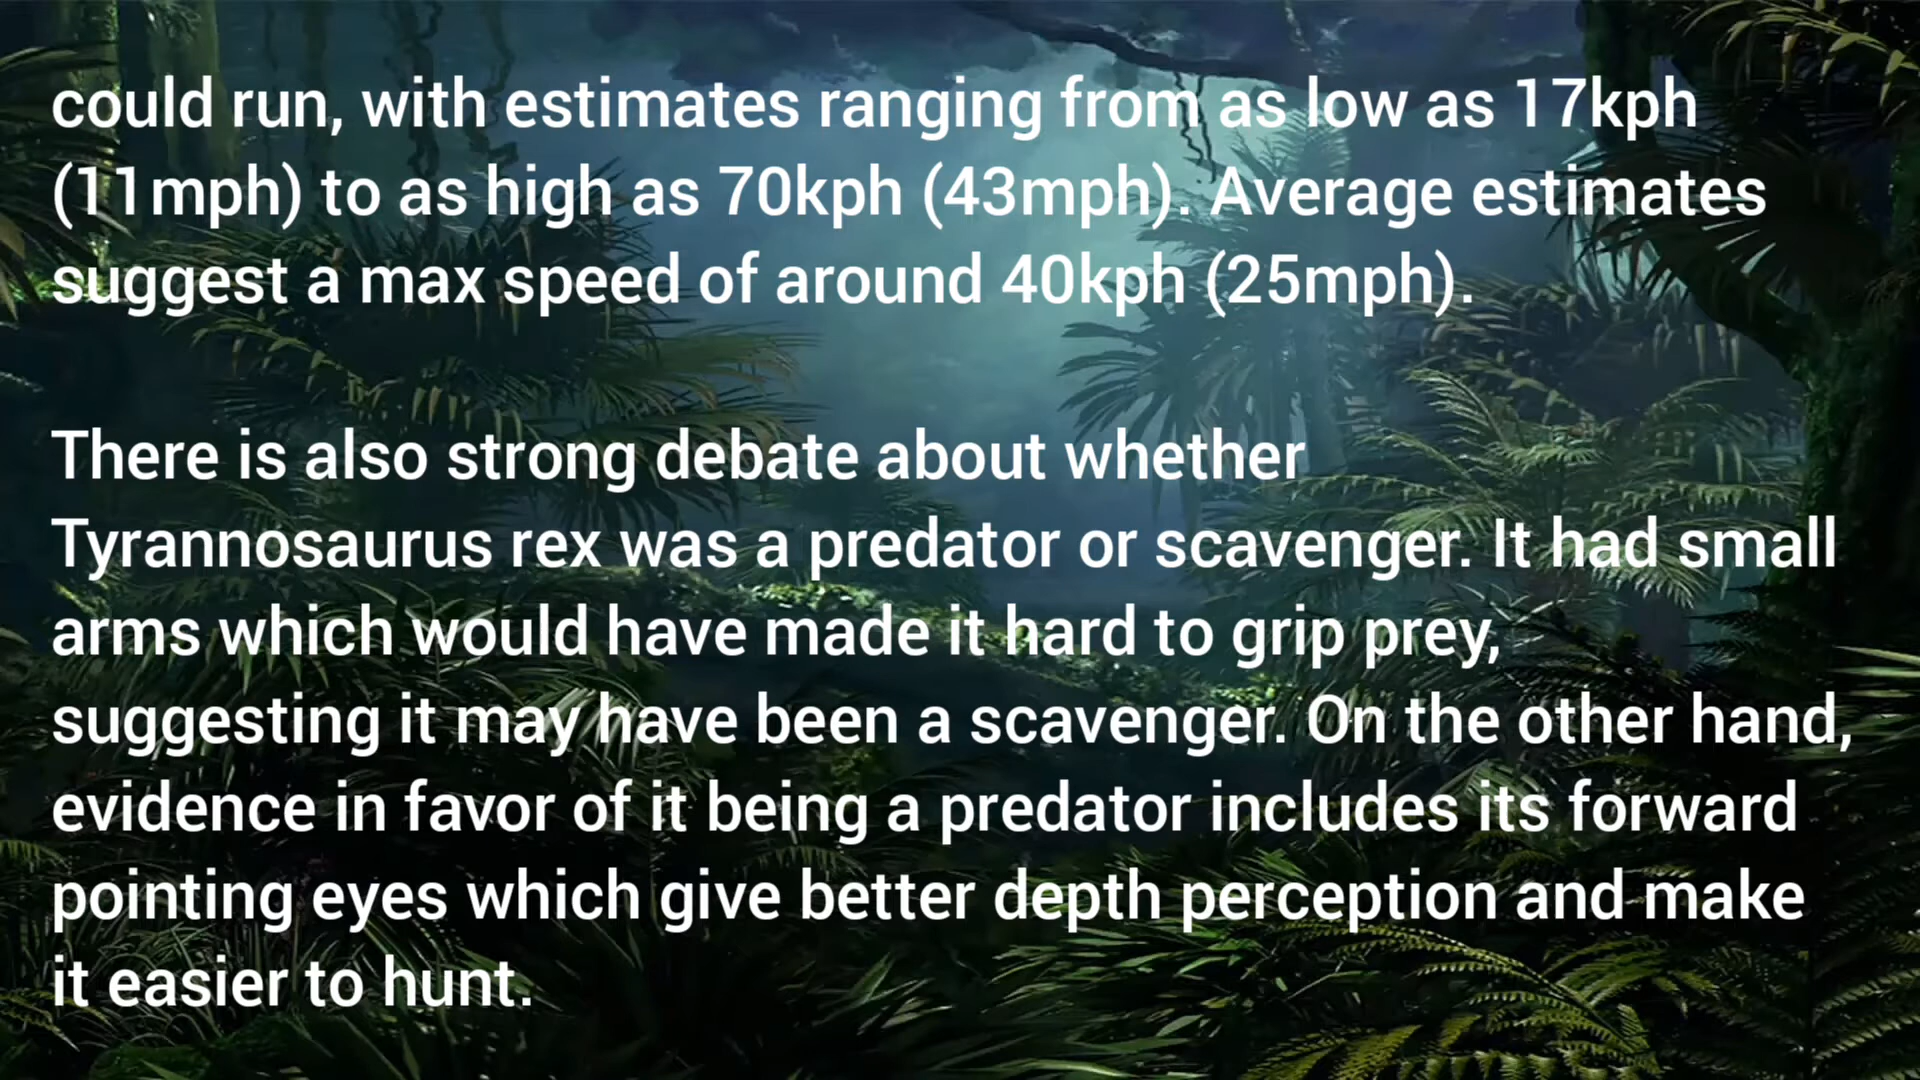 could run, with estimates ranging from as low as 17kph
(11mph) to as high as 70kph (43mph). Average estimates
suggest a max speed of around 40kph (25mph).
There is also strong debate about whether
Tyrannosaurus rex was a predator or scavenger. It had small
arms which would have made it hard to grip prey,
suggesting it may have been a scavenger. On the other hand,
evidence in favor of it being a predator includes its forward
pointing eyes which give better depth perception and make
it easier to hunt.